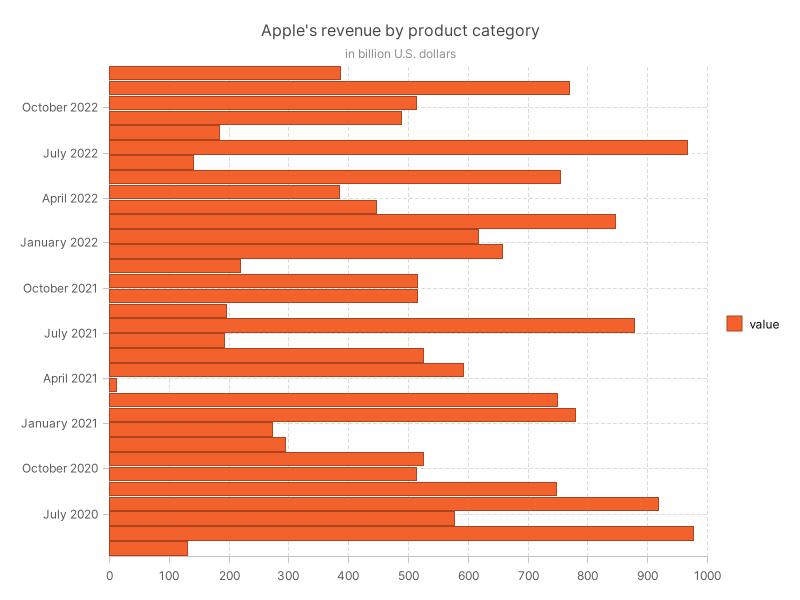 Apple's revenue by product category
in billion U.S. dollars
October 2022
July 2022
April 2022
January 2022
October 2021
July 2021
April 2021
January 2021
October 2020
July 2020
0 100 200 300 400 500 600 700 800 900 1000
value